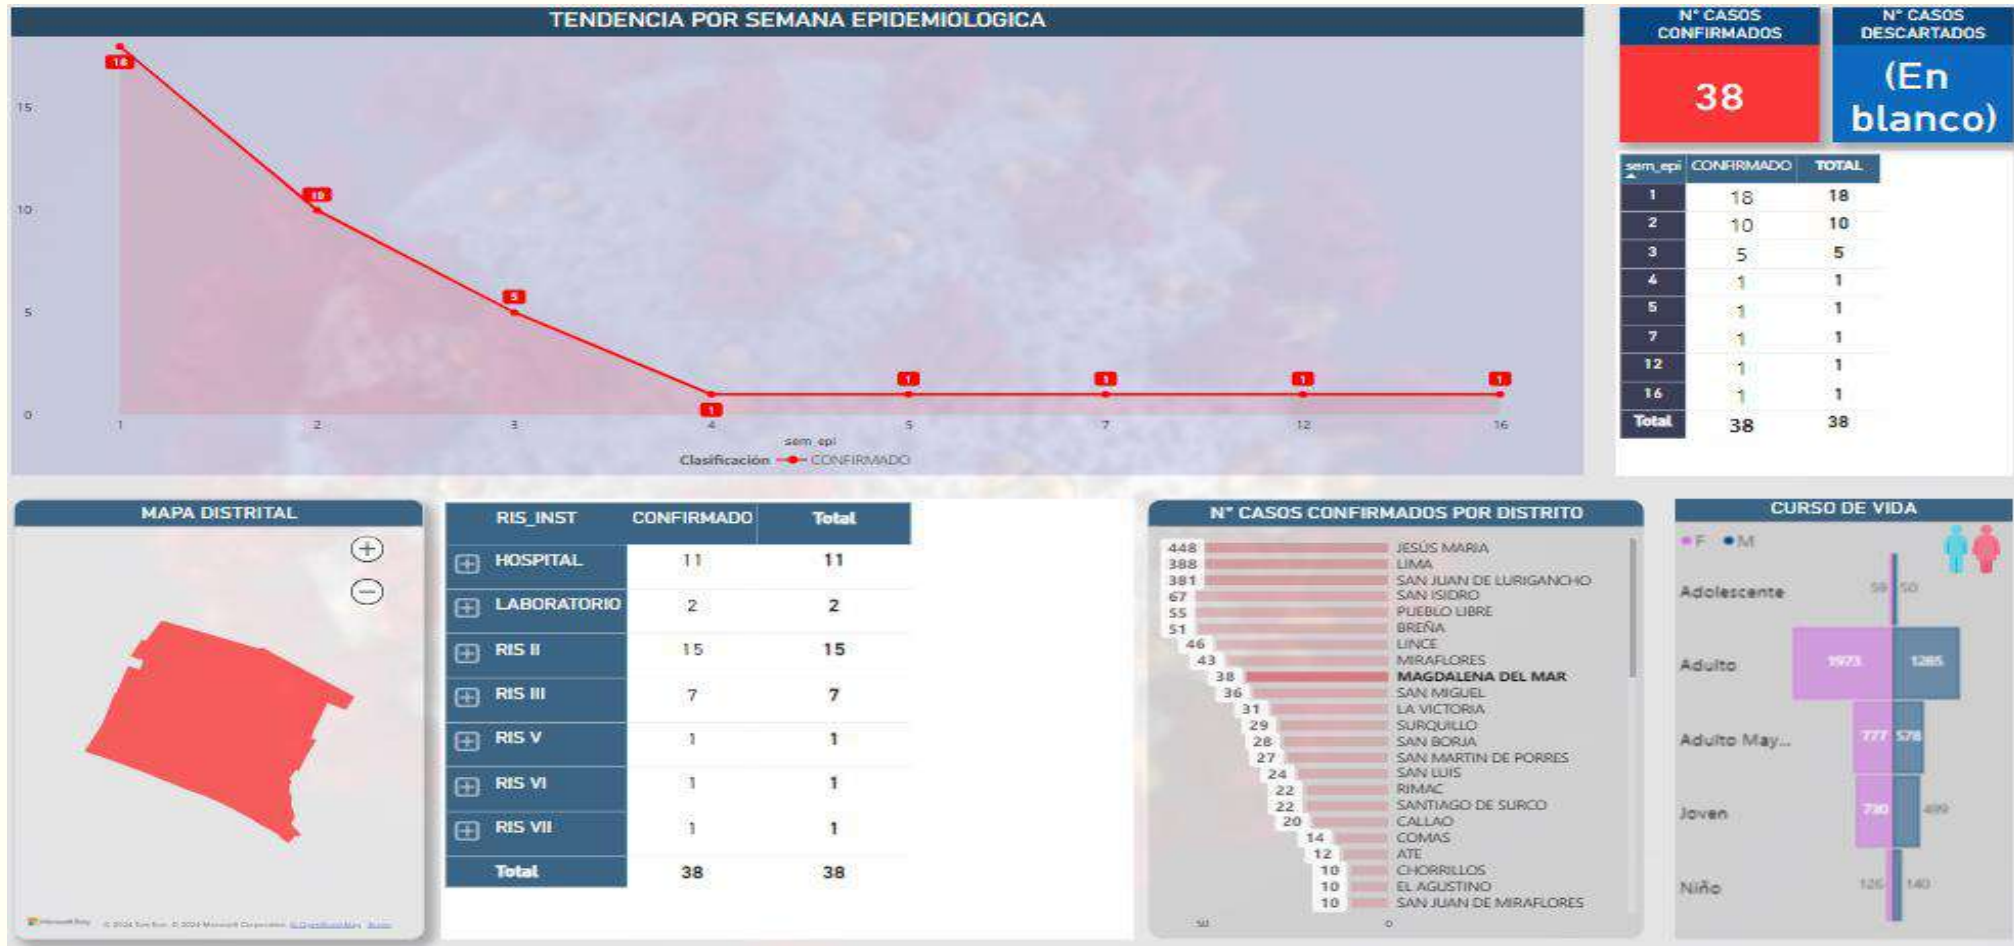 TENDENCIA POR SEMANA EPIDEMIOLOGICA
18
10
5
1
1
1
1
1
15
10
5
0
1 2 3 4 5 7 12 16
sem_epi
Clasificación CONFIRMADO
N° CASOS
CONFIRMADOS
38
N° CASOS
DESCARTADOS
(En
blanco)
sem_epi CONFIRMADO TOTAL
1 18 18
2 10 10
3 5 5
4 1 1
5 1 1
7 1 1
12 1 1
16 1 1
Total 38 38
MAPA DISTRITAL
RIS_INST CONFIRMADO Total
HOSPITAL 11 11
LABORATORIO 2 2
RIS II 15 15
RIS III 7 7
RIS V 1 1
RIS VI 1 1
RIS VII 1 1
Total 38 38
N° CASOS CONFIRMADOS POR DISTRITO
448 JESÚS MARIA
388 LIMA
381 SAN JUAN DE LURIGANCHO
67 SAN ISIDRO
55 PUEBLO LIBRE
51 BREÑA
46 LINCE
43 MIRAFLORES
38 MAGDALENA DEL MAR
36 SAN MIGUEL
31 LA VICTORIA
29 SURQUILLO
28 SAN BORJA
27 SAN MARTIN DE PORRES
24 SAN LUIS
22 RIMAC
22 SANTIAGO DE SURCO
20 CALLAO
14 COMAS
12 ATE
10 CHORRILLOS
10 EL AGUSTINO
10 SAN JUAN DE MIRAFLORES
50 0
CURSO DE VIDA
F M
Adolescente 59 50
Adulto 1973 1285
Adulto May... 777 578
Joven 499
Niño 140